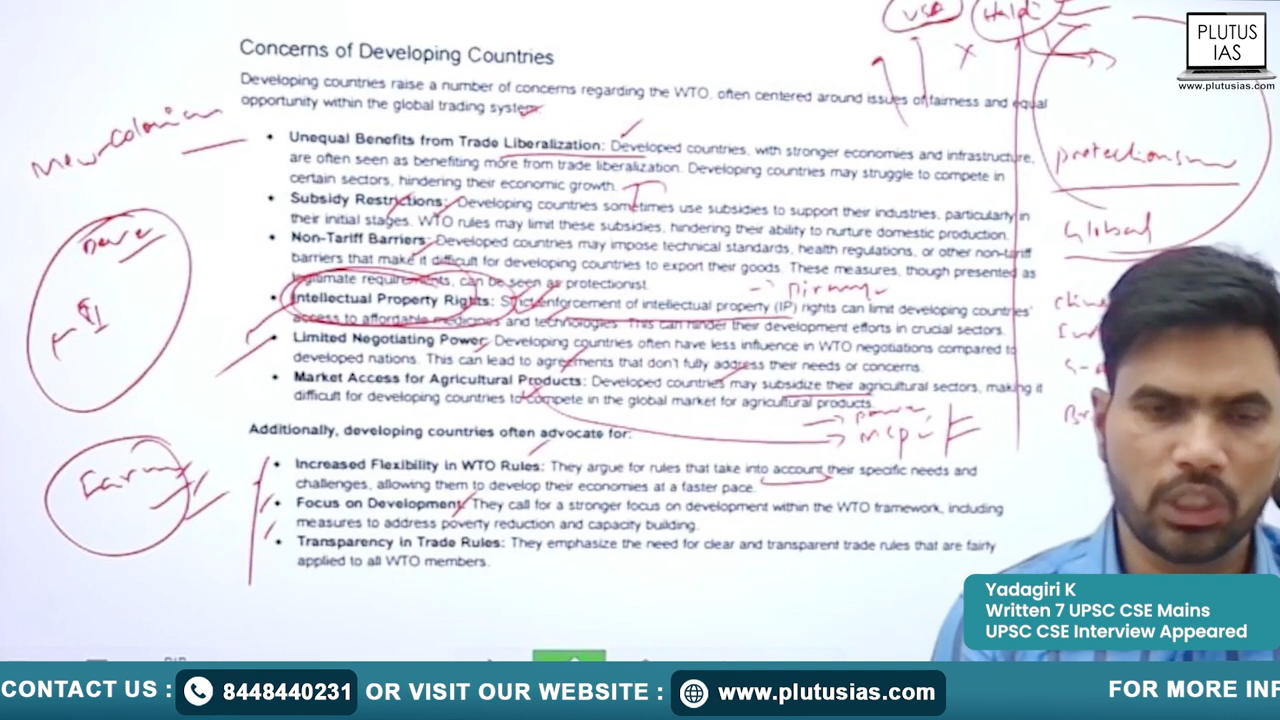 USA
Haldi
PLUTUS
IAS
www.plutusias.com
Concerns of Developing Countries
Developing countries raise a number of concerns regarding the WTO, often centered around issues of fairness and equal
opportunity within the global trading system.
New-Colonism
• Unequal Benefits from Trade Liberalization: Developed countries, with stronger economies and infrastructure,
are often seen as benefiting more from trade liberalization. Developing countries may struggle to compete in
certain sectors, hindering their economic growth.
protectionism
• Subsidy Restrictions: Developing countries sometimes use subsidies to support their industries, particularly in
their initial stages. WTO rules may limit these subsidies, hindering their ability to nurture domestic production.
Global
• Non-Tariff Barriers: Developed countries may impose technical standards, health regulations, or other non-tariff
barriers that make it difficult for developing countries to export their goods. These measures, though presented as
legitimate requirements, can be seen as protectionist.
• Intellectual Property Rights: Strict enforcement of intellectual property (IP) rights can limit developing countries'
access to affordable medicines and technologies. This can hinder their development efforts in crucial sectors.
• Limited Negotiating Power: Developing countries often have less influence in WTO negotiations compared to
developed nations. This can lead to agreements that don't fully address their needs or concerns.
• Market Access for Agricultural Products: Developed countries may subsidize their agricultural sectors, making it
difficult for developing countries to compete in the global market for agricultural products.
Additionally, developing countries often advocate for:
• Increased Flexibility in WTO Rules: They argue for rules that take into account their specific needs and
challenges, allowing them to develop their economies at a faster pace.
• Focus on Development: They call for a stronger focus on development within the WTO framework, including
measures to address poverty reduction and capacity building.
• Transparency in Trade Rules: They emphasize the need for clear and transparent trade rules that are fairly
applied to all WTO members.
Yadagiri K
Written 7 UPSC CSE Mains
UPSC CSE Interview Appeared
CONTACT US : 8448440231 OR VISIT OUR WEBSITE : www.plutusias.com FOR MORE INF